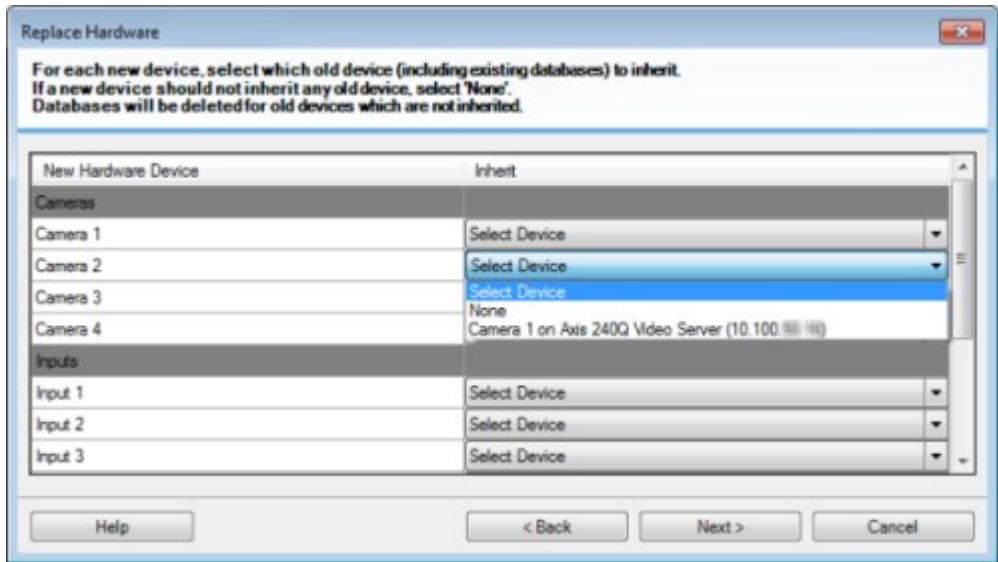 Replace Hardware
For each new device, select which old device (including existing databases) to inherit.
If a new device should not inherit any old device, select 'None'.
Databases will be deleted for old devices which are not inherited.
New Hardware Device Inherit
Cameras
Camera 1 Select Device
Camera 2 Select Device
Select Device
Camera 3
None
Camera 4 Camera 1 on Axis 240Q Video Server (10.100.
Inputs
Input 1 Select Device
Input 2 Select Device
Input 3 Select Device
Help < Back Next > Cancel